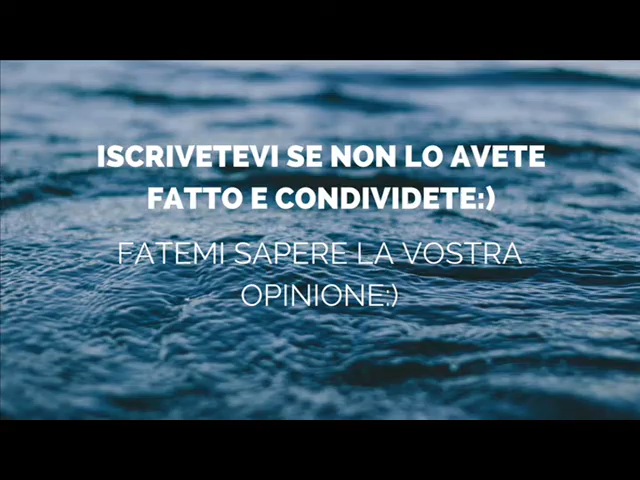 ISCRIVETEVI SE NON LO AVETE
FATTO E CONDIVIDETE:)
FATEMI SAPERE LA VOSTRA
OPINIONE:)